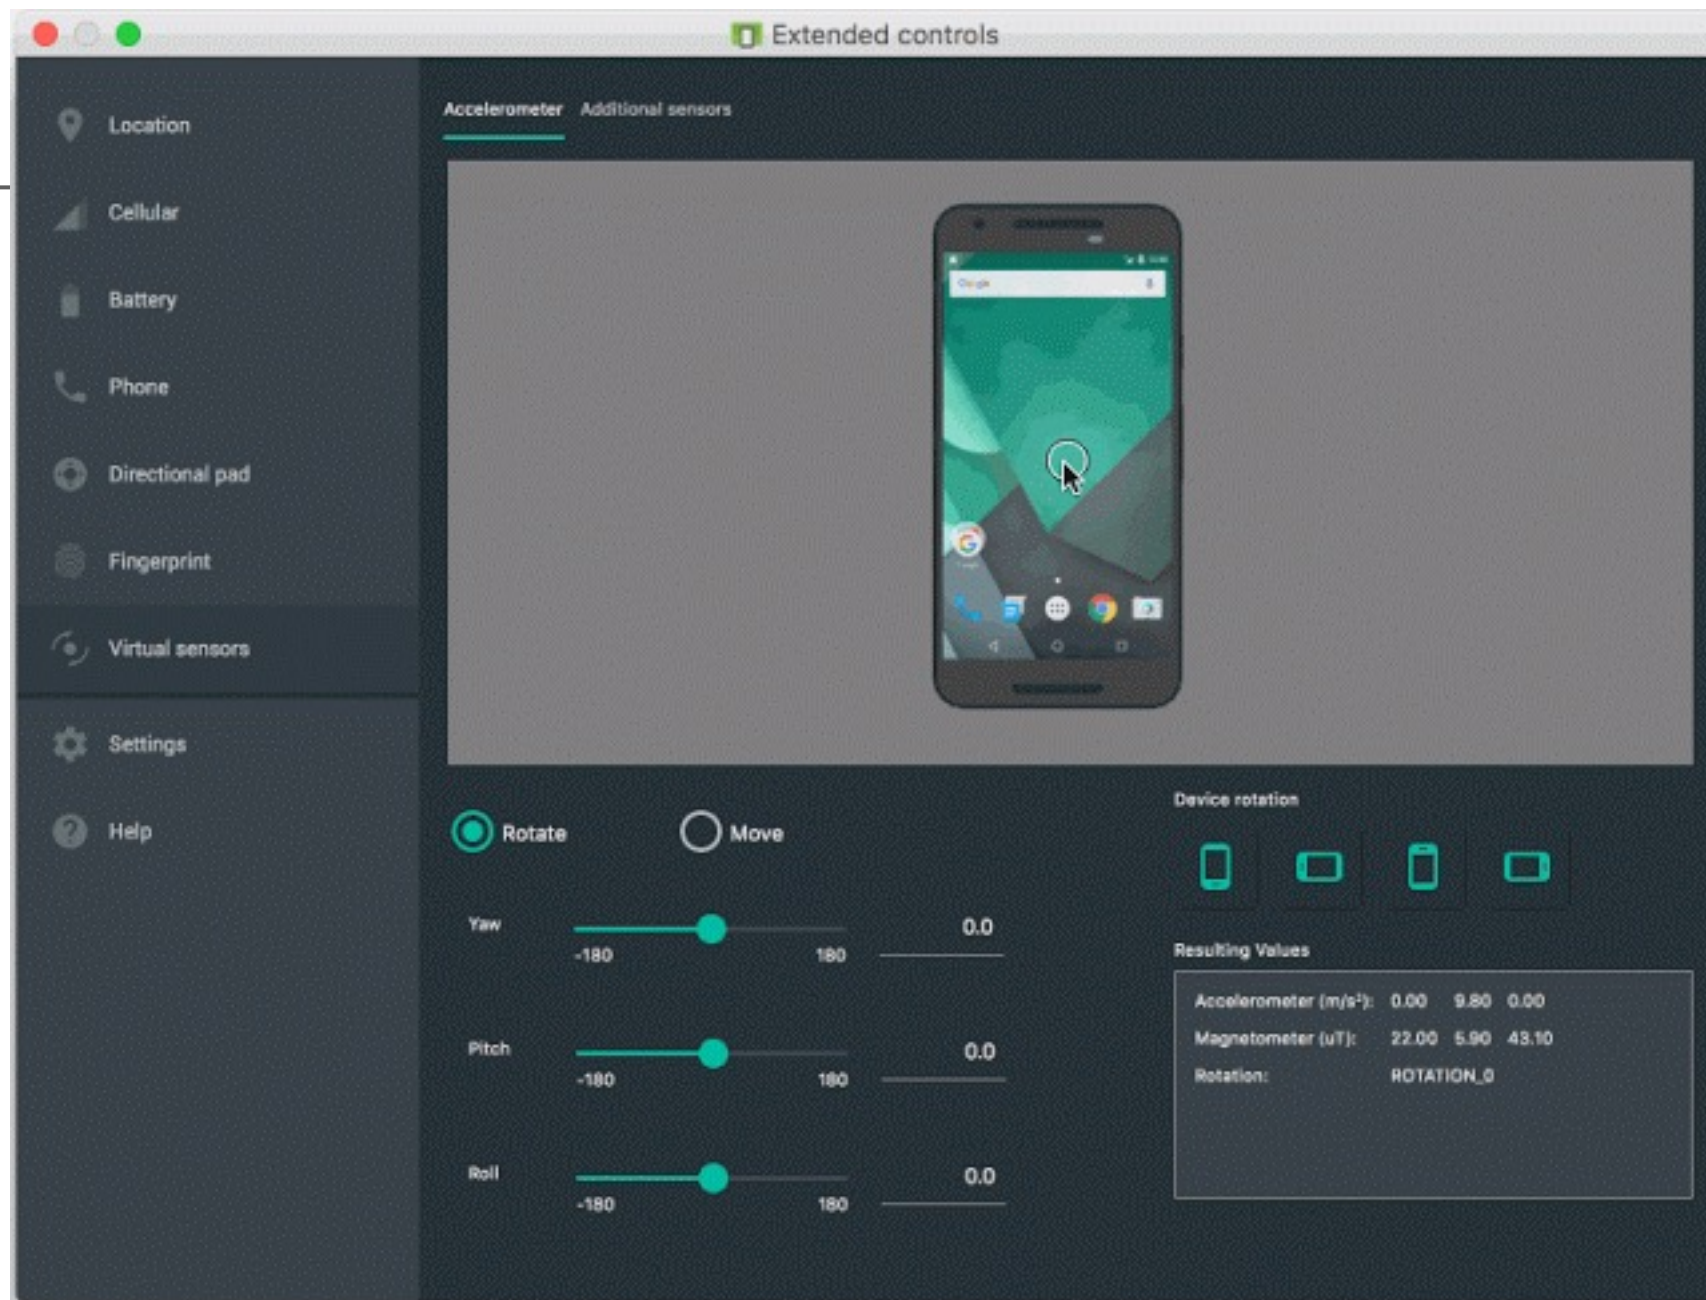 Extended controls
Location
Cellular
Battery
Phone
Directional pad
Fingerprint
Virtual sensors
Settings
Help
Accelerometer Additional sensors
Google
Rotate Move
Yaw
-180 180 0.0
Pitch
-180 180 0.0
Roll
-180 180 0.0
Device rotation
Resulting Values
Accelerometer (m/s²): 0.00 9.80 0.00
Magnetometer (uT): 22.00 5.90 43.10
Rotation: ROTATION_0